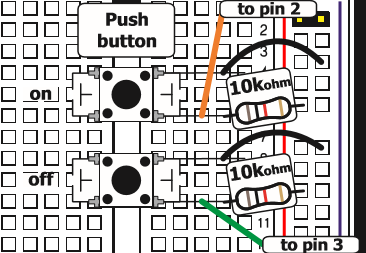 to pin 2
Push
button
2
3
on
10kohm
7
off
10kohm
11
to pin 3